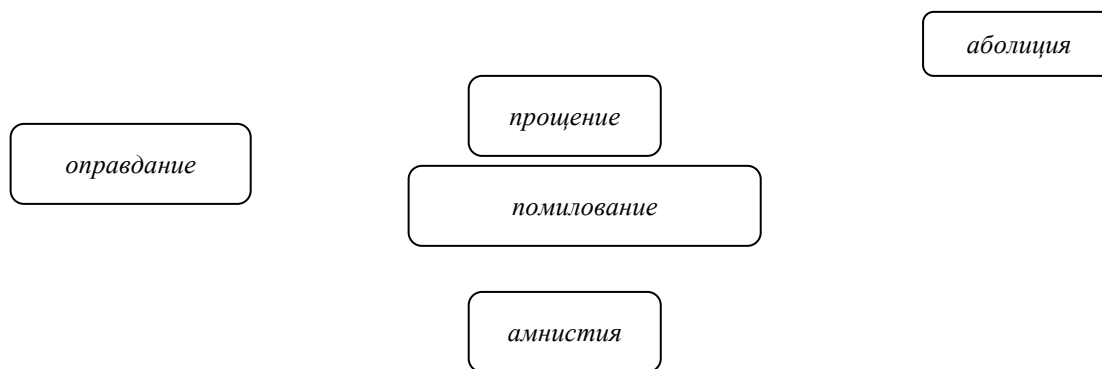 аболиция
прощение
оправдание
помилование
амнистия